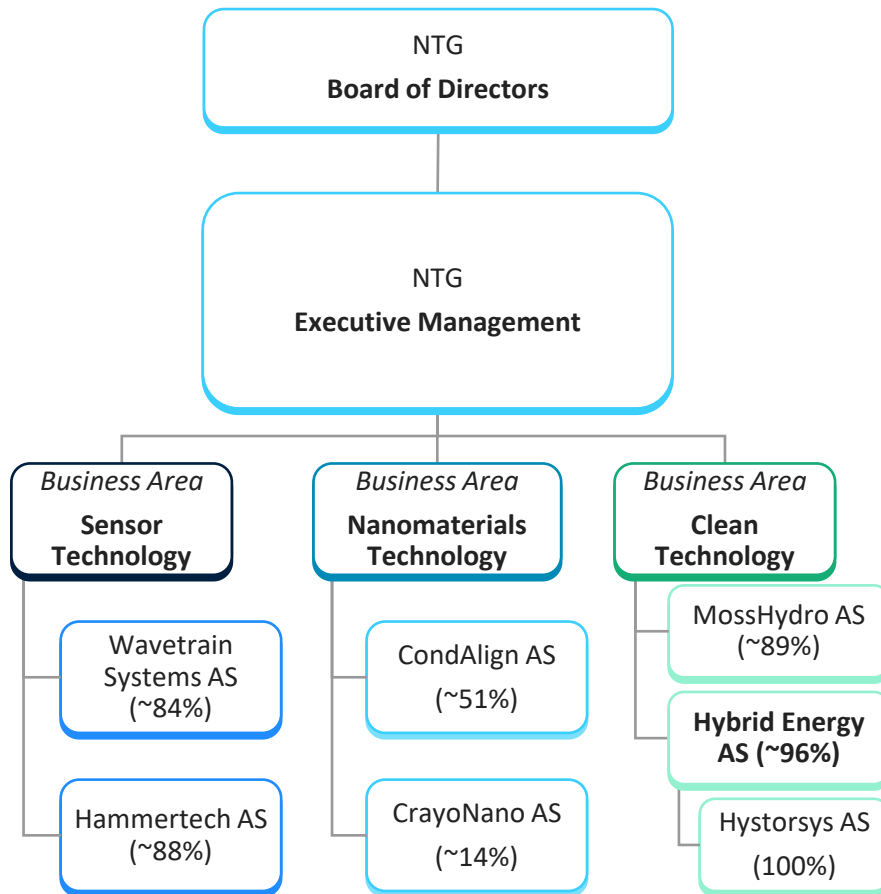 NTG
Board of Directors
NTG
Executive Management
Business Area
Sensor
Technology
Business Area
Nanomaterials
Technology
Business Area
Clean
Technology
Wavetrain
Systems AS
(~84%)
Hammertech AS
(~88%)
CondAlign AS
(~51%)
CrayoNano AS
(~14%)
MossHydro AS
(~89%)
Hybrid Energy
AS (~96%)
Hystorsys AS
(100%)